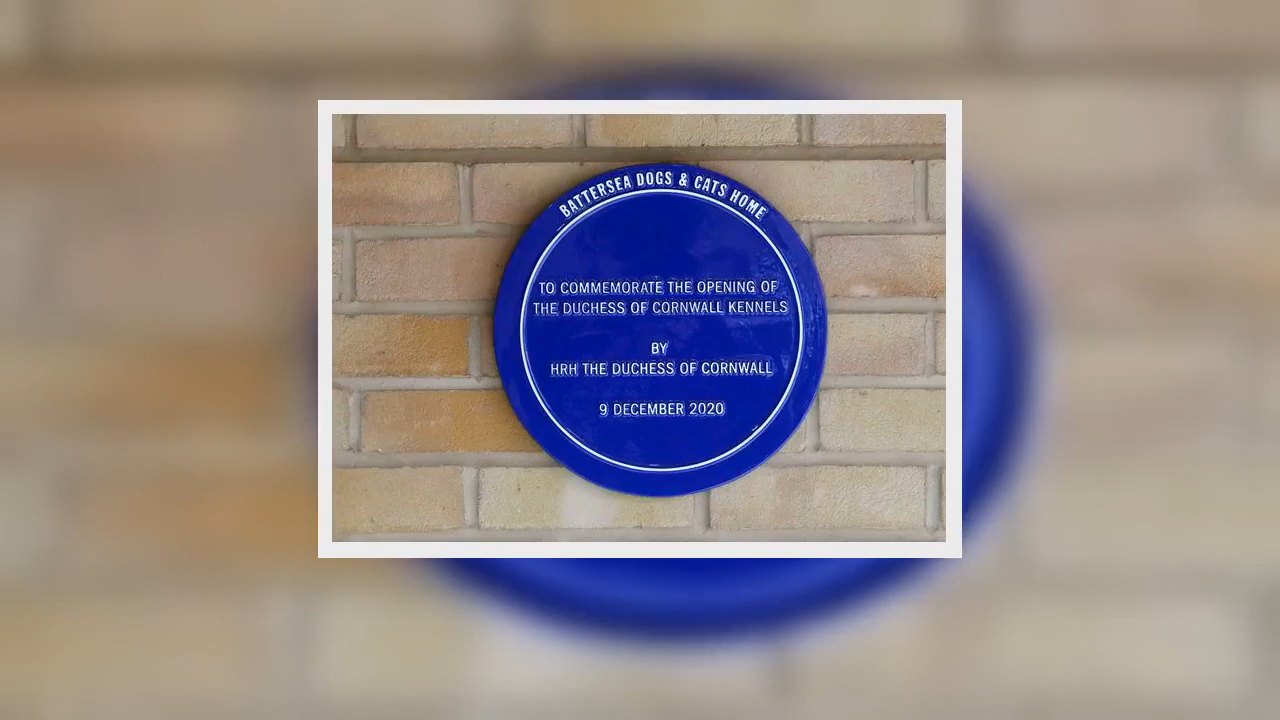 BATTERSEA DOGS & CATS HOME
TO COMMEMORATE THE OPENING OF
THE DUCHESS OF CORNWALL KENNELS
BY
HRH THE DUCHESS OF CORNWALL
9 DECEMBER 2020